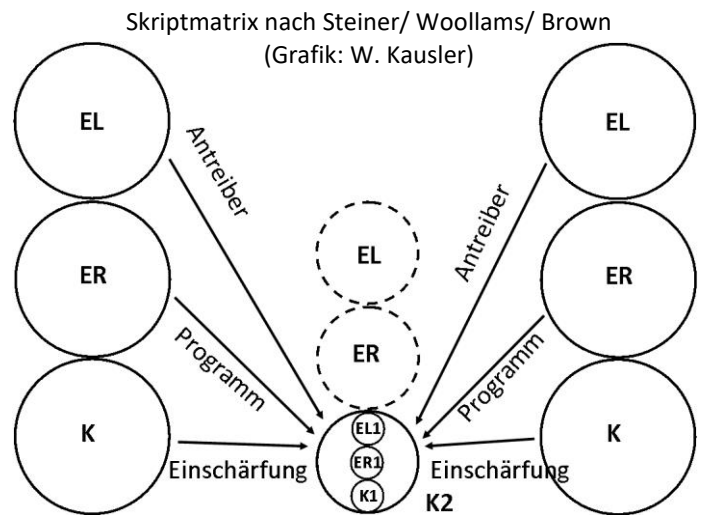 Skriptmatrix nach Steiner/ Woollams/ Brown
(Grafik: W. Kausler)
EL
EL
Antreiber
Antreiber
EL
ER
ER
ER
Programm
Programm
K
K
EL1
ER1
K1
Einschärfung
Einschärfung
K2